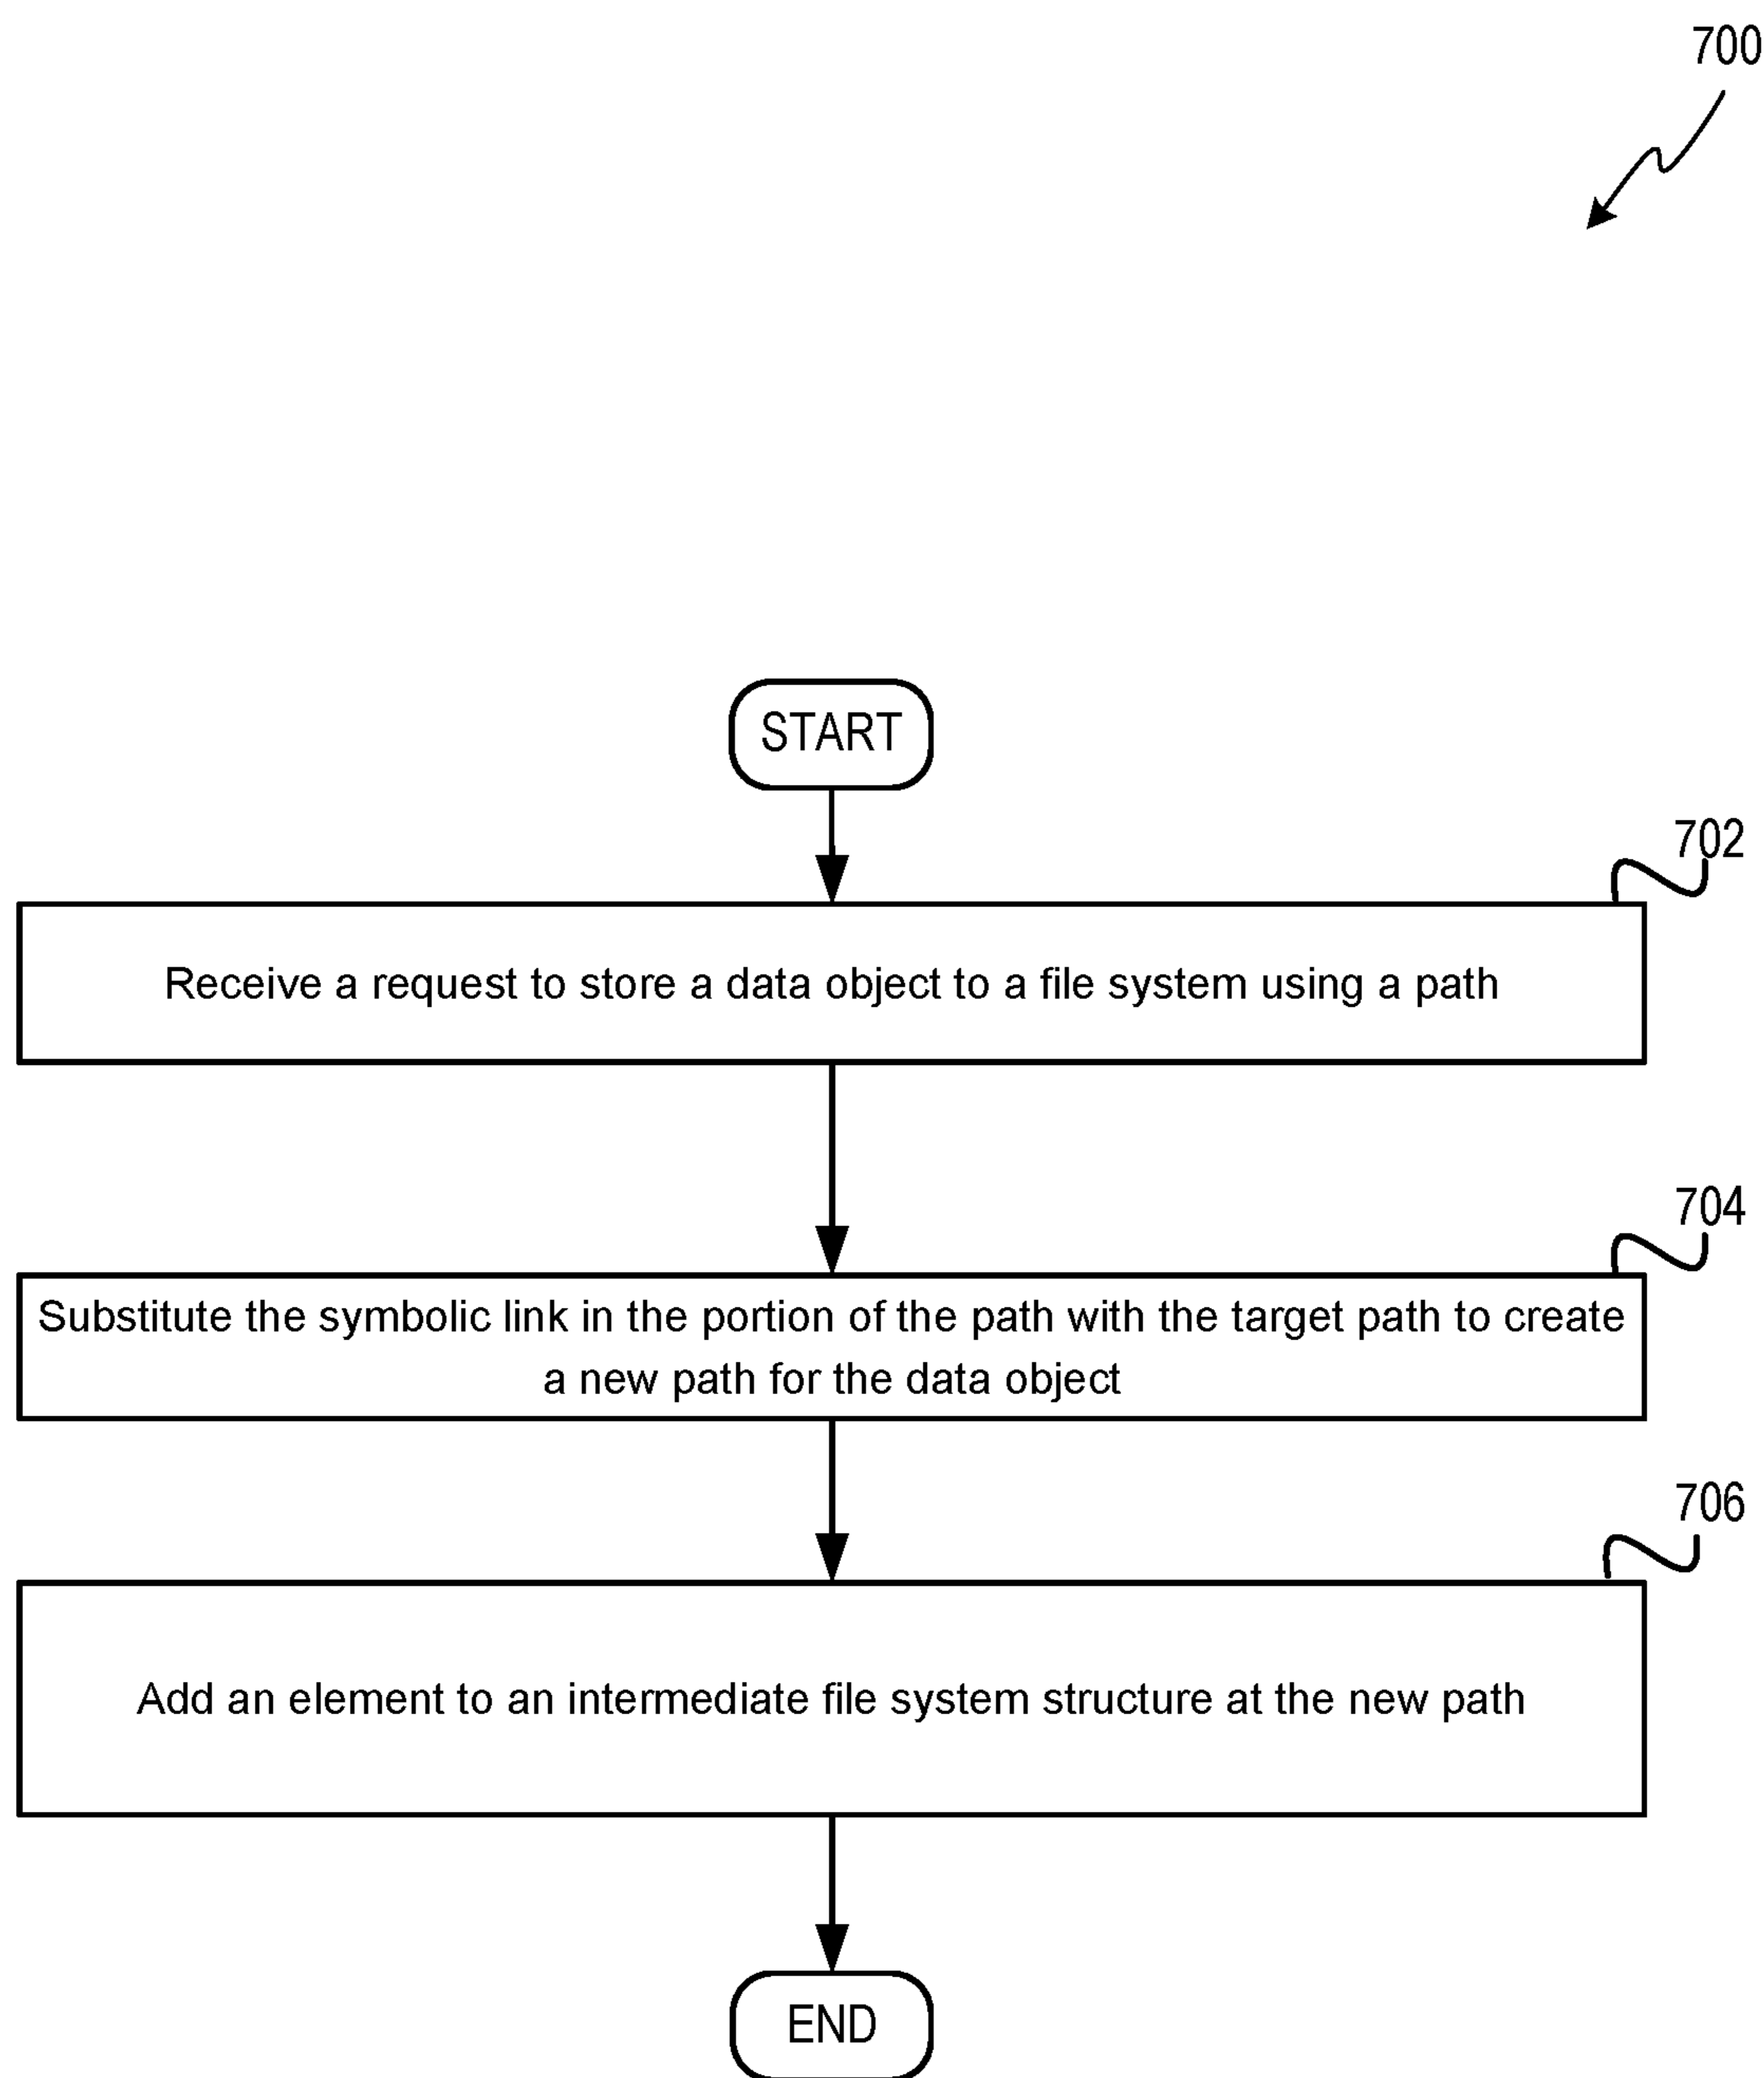 700
START
702
Receive a request to store a data object to a file system using a path
704
Substitute the symbolic link in the portion of the path with the target path to create
a new path for the data object
706
Add an element to an intermediate file system structure at the new path
END